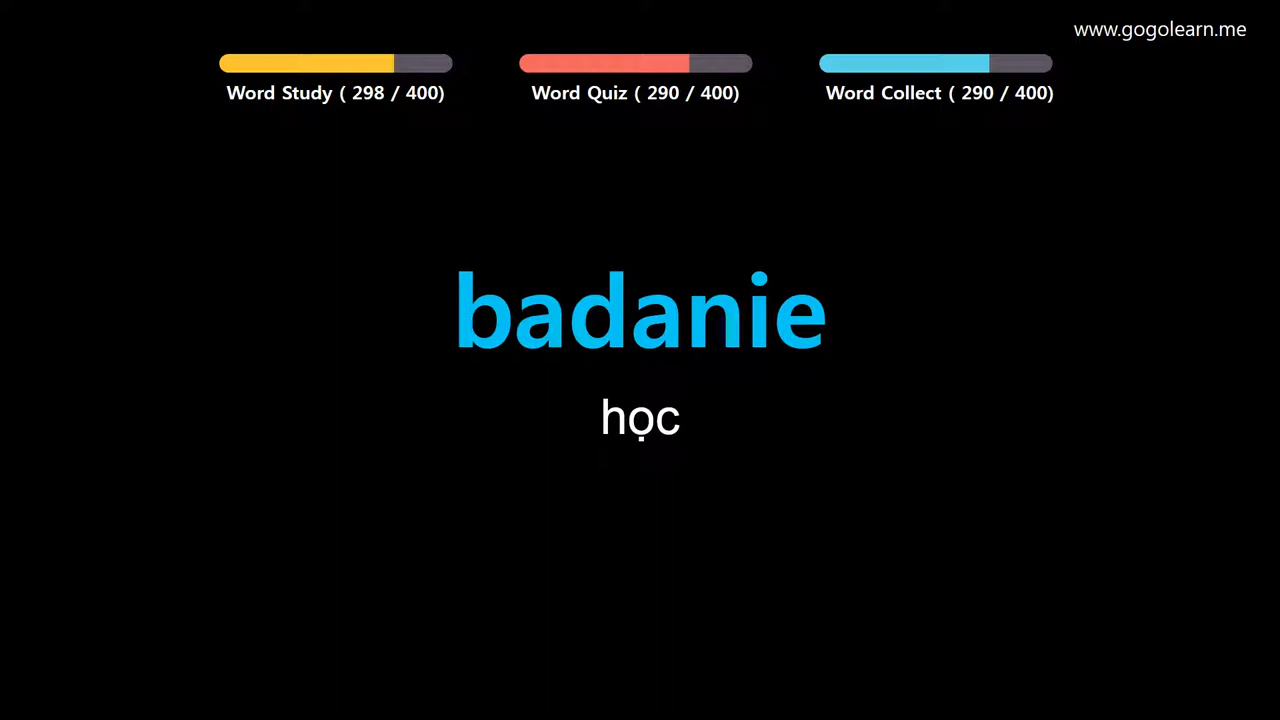 www.gogolearn.me
Word Study ( 298 / 400)
Word Quiz ( 290 / 400)
Word Collect ( 290 / 400)
badanie
học